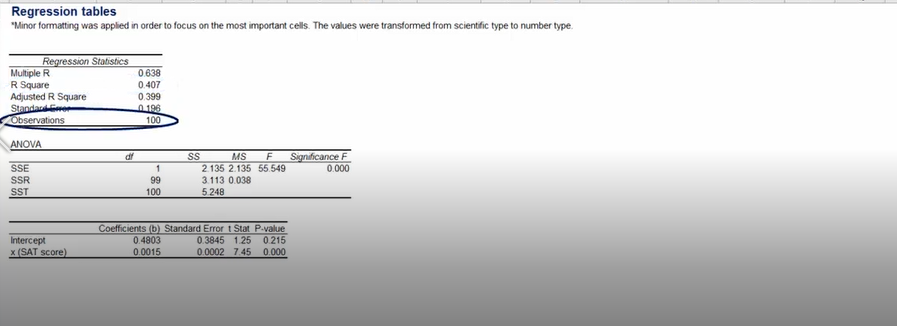 Regression tables
*Minor formatting was applied in order to focus on the most important cells. The values were transformed from scientific type to number type.
Regression Statistics
Multiple R 0.638
R Square 0.407
Adjusted R Square 0.399
Standard Error 0.196
Observations 100
ANOVA
df SS MS F Significance F
SSE 1 2.135 2.135 55.549 0.000
SSR 99 3.113 0.038
SST 100 5.248
Coefficients (b) Standard Error t Stat P-value
Intercept 0.4803 0.3845 1.25 0.215
x (SAT score) 0.0015 0.0002 7.45 0.000